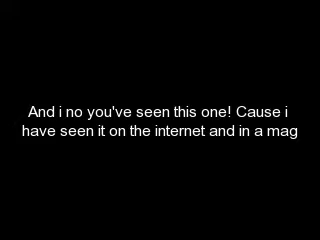 And i no you've seen this one! Cause i
have seen it on the internet and in a mag